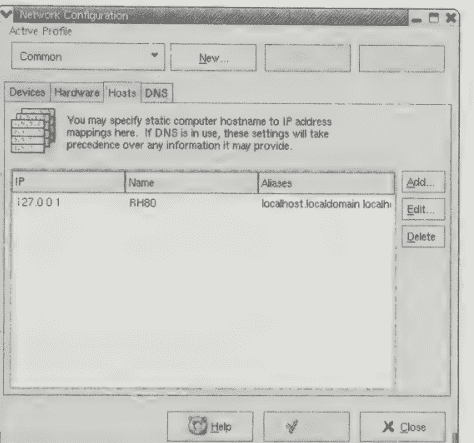 Network Configuration
Active Profile
Common
New...
Devices Hardware Hosts DNS
You may specify static computer hostname to IP address
mappings here. If DNS is in use, these settings will take
precedence over any information it may provide.
IP Name Aliases Add...
127.0.0.1 RH80 localhost.localdomain localh
Edit...
Delete
Help
Close